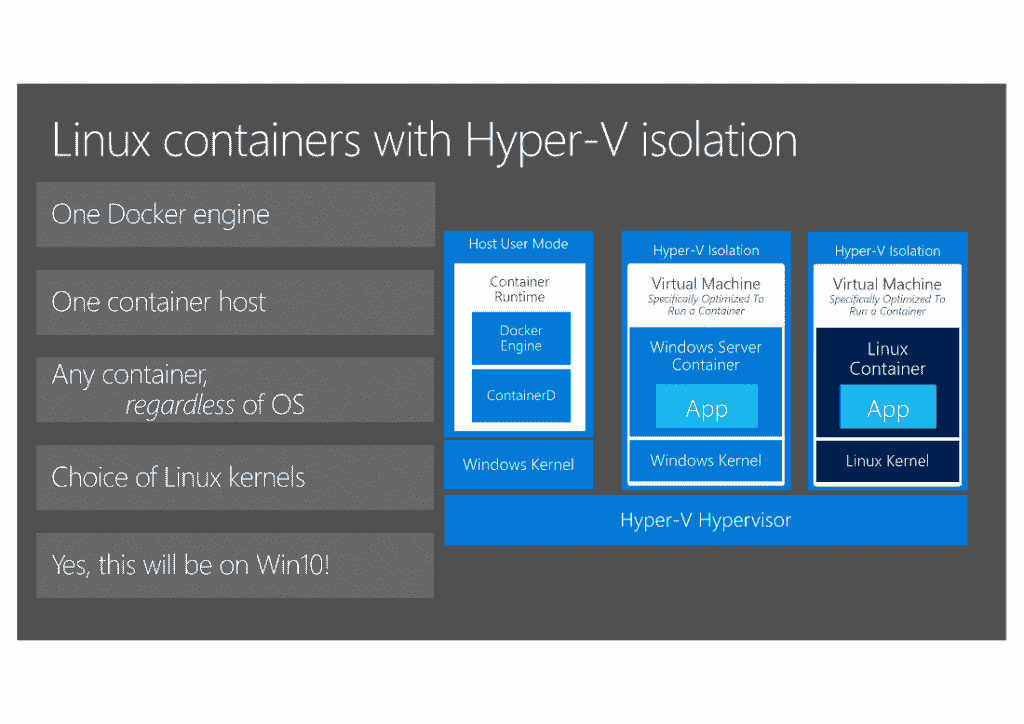 Linux containers with Hyper-V isolation
One Docker engine
One container host
Any container,
regardless of OS
Choice of Linux kernels
Yes, this will be on Win10!
Host User Mode
Container
Runtime
Docker
Engine
ContainerD
Windows Kernel
Hyper-V Isolation
Virtual Machine
Specifically Optimized To
Run a Container
Windows Server
Container
App
Windows Kernel
Hyper-V Isolation
Virtual Machine
Specifically Optimized To
Run a Container
Linux
Container
App
Linux Kernel
Hyper-V Hypervisor